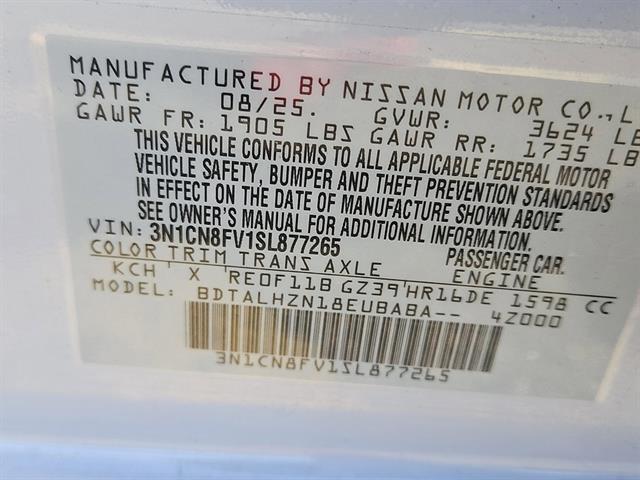 MANUFACTURED BY NISSAN MOTOR CO., L
DATE: 08/25. GVWR: 3624 LB
GAWR FR: 1905 LBS GAWR RR: 1735 LB
THIS VEHICLE CONFORMS TO ALL APPLICABLE FEDERAL MOTOR
VEHICLE SAFETY, BUMPER AND THEFT PREVENTION STANDARDS
IN EFFECT ON THE DATE OF MANUFACTURE SHOWN ABOVE.
SEE OWNER'S MANUAL FOR ADDITIONAL INFORMATION.
VIN: 3N1CN8FV1SL877265 PASSENGER CAR.
COLOR TRIM TRANS AXLE ENGINE
KCH ' X 'RE0F11B GZ39'HR16DE 1598 CC
MODEL: BDTALHZN18EUBABA-- 4Z000
3N1CN8FV1SL877265